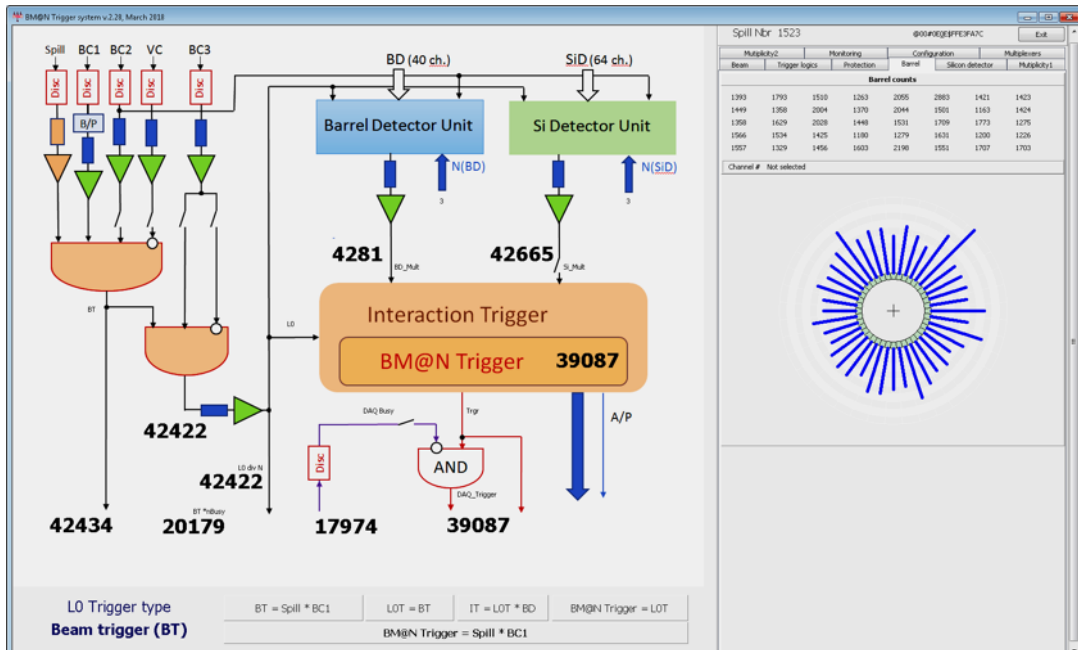 BM@N Trigger system v.2.28, March 2018
Spill BC1 BC2 VC BC3
Disc Disc Disc Disc Disc
B/P
BD (40 ch.)
SiD (64 ch.)
Barrel Detector Unit
Si Detector Unit
N(BD)
N(SiD)
3
3
4281
BD_Mult
42665
Si_Mult
BT
L0
Interaction Trigger
BM@N Trigger 39087
42422
DAQ Busy
Trgr
A/P
Disc
AND
L0 div N
42422
DAQ_Trigger
BT *nBusy
42434
20179
17974
39087
L0 Trigger type
Beam trigger (BT)
BT = Spill * BC1
LOT = BT
IT = LOT * BD
BM@N Trigger = LOT
BM@N Trigger = Spill * BC1
Spill Nbr 1523
Exit
Mutiplicity2 Monitoring Configuration Multiplexers
Beam Trigger logics Protection Barrel Silicon detector Mutiplicity1
Barrel counts
1393 1793 1510 1263 2055 2883 1421 1423
1449 1358 2004 1370 2044 1501 1163 1424
1358 1629 2028 1448 1531 1709 1773 1275
1566 1534 1425 1180 1279 1631 1200 1226
1557 1329 1456 1603 2198 1551 1707 1703
Channel # Not selected